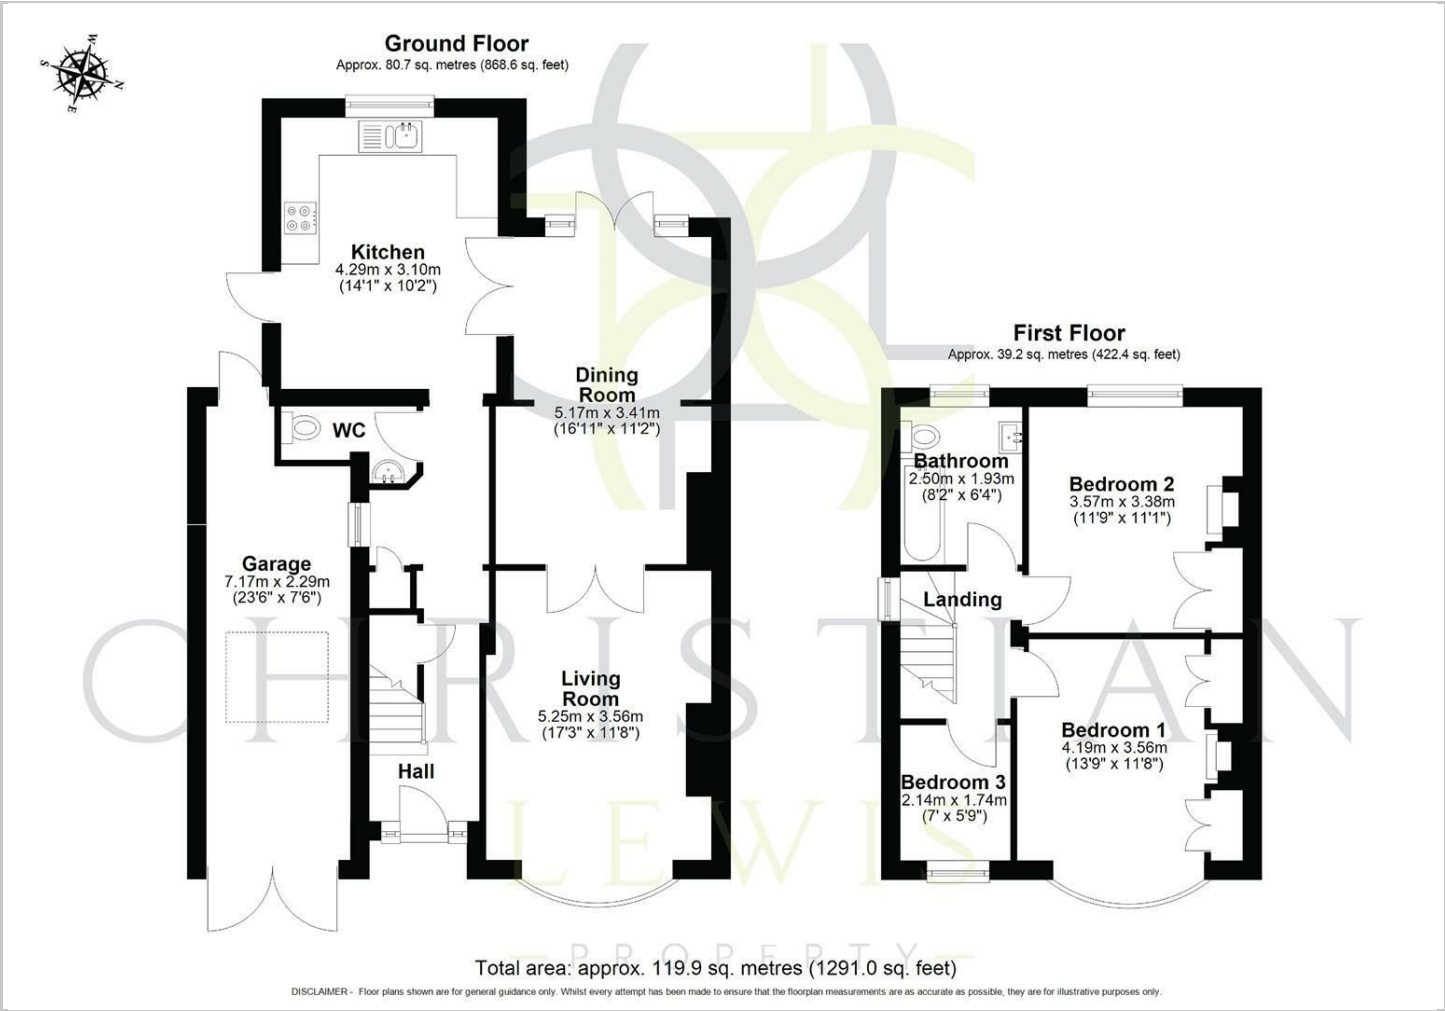 Ground Floor
Approx. 80.7 sq. metres (868.6 sq. feet)
W
S
N
E
Kitchen
4.29m x 3.10m
(14'1" x 10'2")
First Floor
Approx. 39.2 sq. metres (422.4 sq. feet)
Dining
Room
5.17m x 3.41m
(16'11" x 11'2")
WC
Bathroom
2.50m x 1.93m
(8'2" x 6'4")
Bedroom 2
3.57m x 3.38m
(11'9" x 11'1")
Garage
7.17m x 2.29m
(23'6" x 7'6")
Landing
CHRISTIAN
Living
Room
5.25m x 3.56m
(17'3" x 11'8")
Bedroom 1
4.19m x 3.56m
(13'9" x 11'8")
Hall
Bedroom 3
2.14m x 1.74m
(7' x 5'9")
LEWIS
PROPERTY
Total area: approx. 119.9 sq. metres (1291.0 sq. feet)
DISCLAIMER - Floor plans shown are for general guidance only. Whilst every attempt has been made to ensure that the floorplan measurements are as accurate as possible, they are for illustrative purposes only.